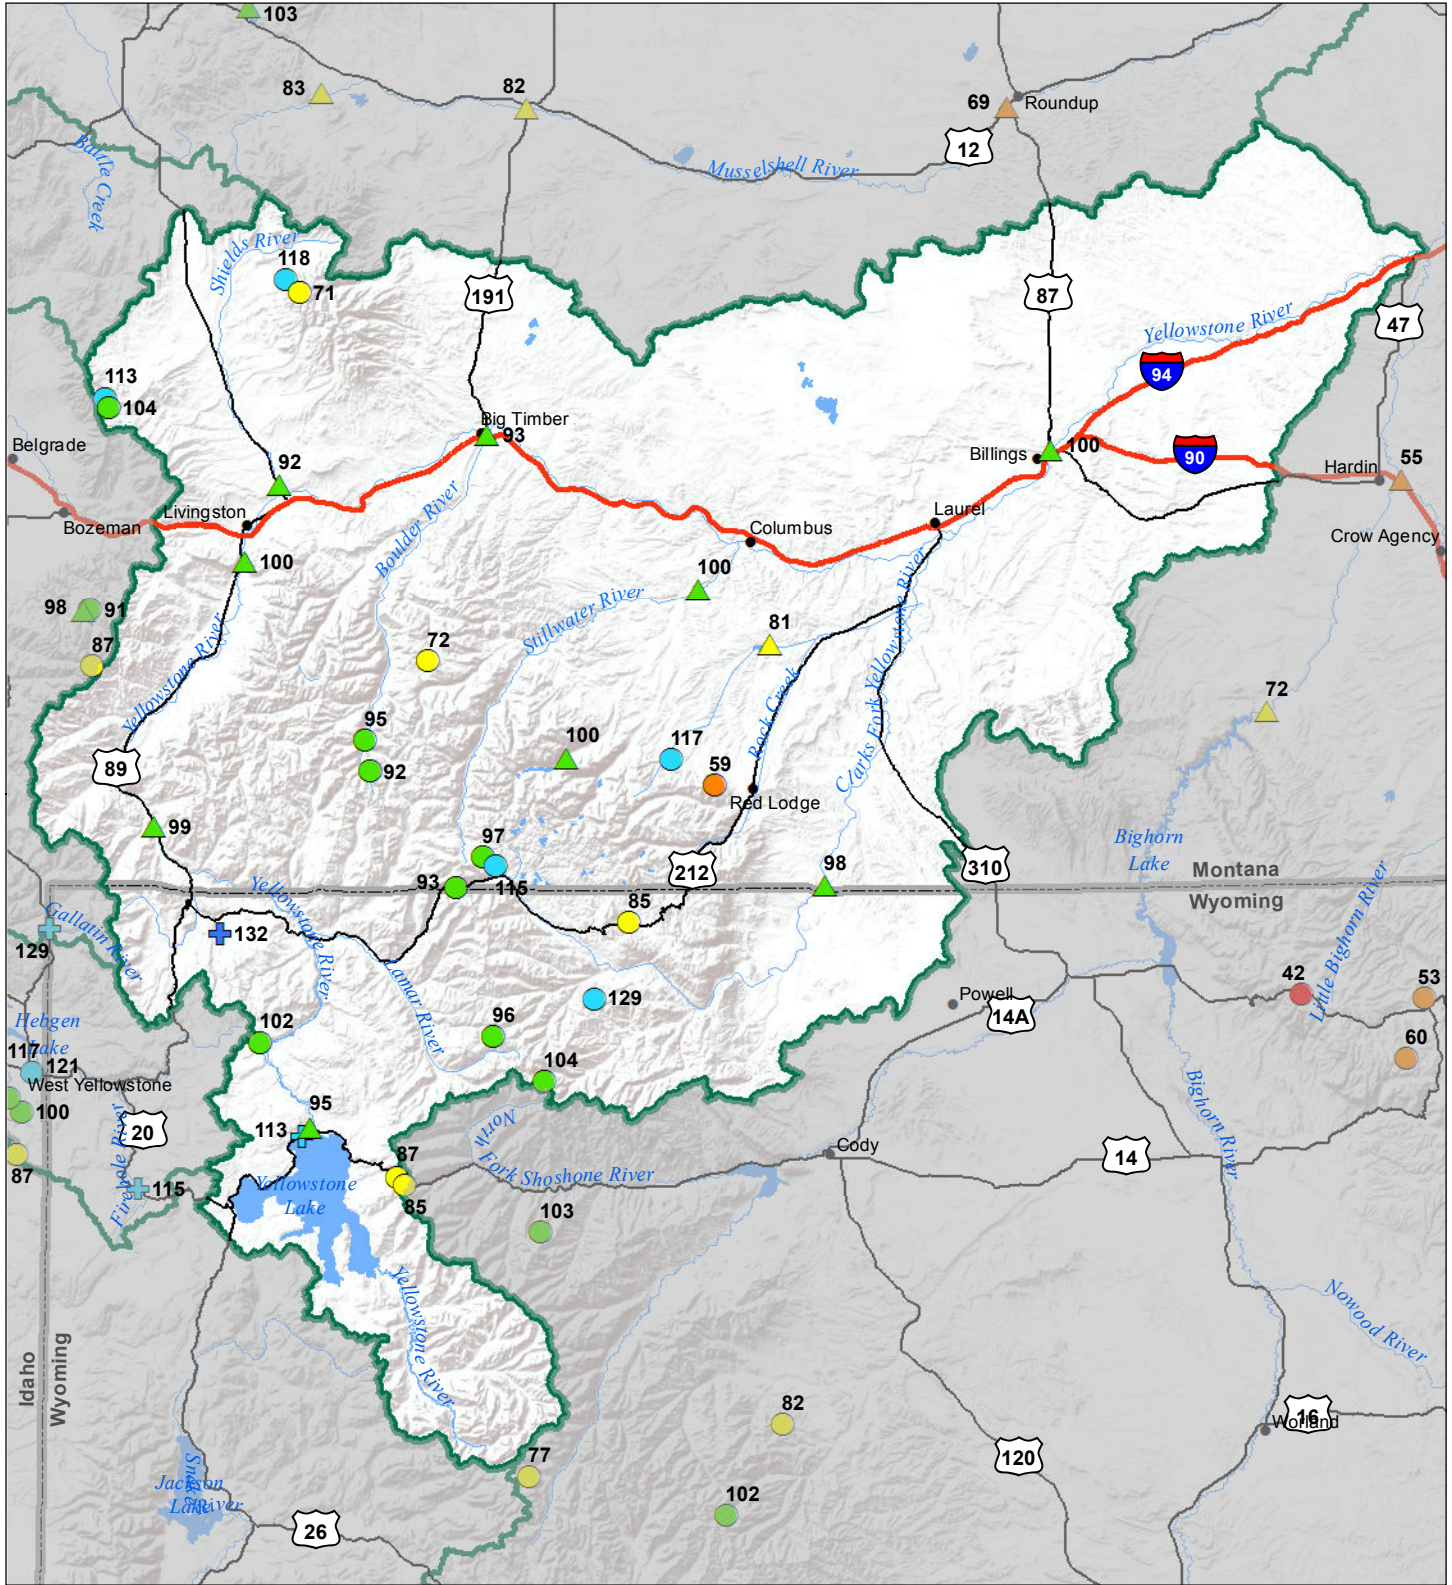 103
83
82
69
Roundup
12
Battle Creek
Musselshell River
Shields River
118
71
191
87
Yellowstone River
47
94
113
104
Big Timber
93
Belgrade
92
Billings
100
90
Hardin
55
Livingston
Bozeman
Laurel
Columbus
Crow Agency
100
Boulder River
100
98
91
Stillwater River
81
87
72
Yellowstone River
Rock Creek
Clarks Fork Yellowstone River
72
95
100
117
89
92
59
Red Lodge
99
97
Bighorn
Lake
98
212
310
Montana
Wyoming
93
115
Yellowstone River
85
Gallatin River
132
129
Little Bighorn River
Lamar River
42
53
129
Powell
14A
Hebgen
Lake
102
96
60
117
121
104
West Yellowstone
100
95
Bighorn River
20
113
North
Fork Shoshone River
Cody
14
87
87
Firehole River
115
Yellowstone
Lake
85
103
Yellowstone River
Nowood River
Idaho
Wyoming
82
16
Worland
77
120
Jackson
Lake
Snake
River
102
26